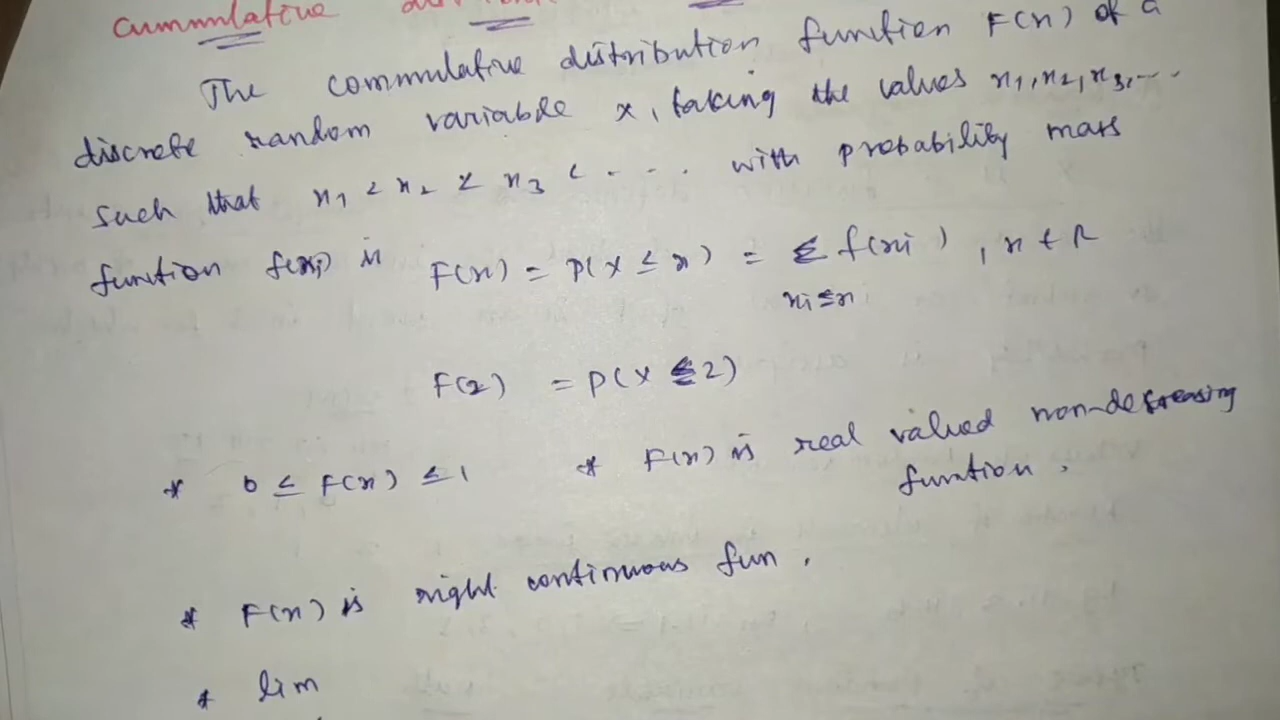 Cummulative
The commulative distribution function F(x) of a
discrete random variable x, taking the values x1, x2, x3, ...
such that x1 < x2 < x3 < . . . . with probability mass
function f(xi) is F(x) = P(X ≤ x) = Σ f(xi) , x ∈ R
xi ≤ x
F(2) = P(X ≤ 2)
* 0 ≤ F(x) ≤ 1 * F(x) is real valued non-decreasing
function.
* F(x) is right continuous fun.
* lim